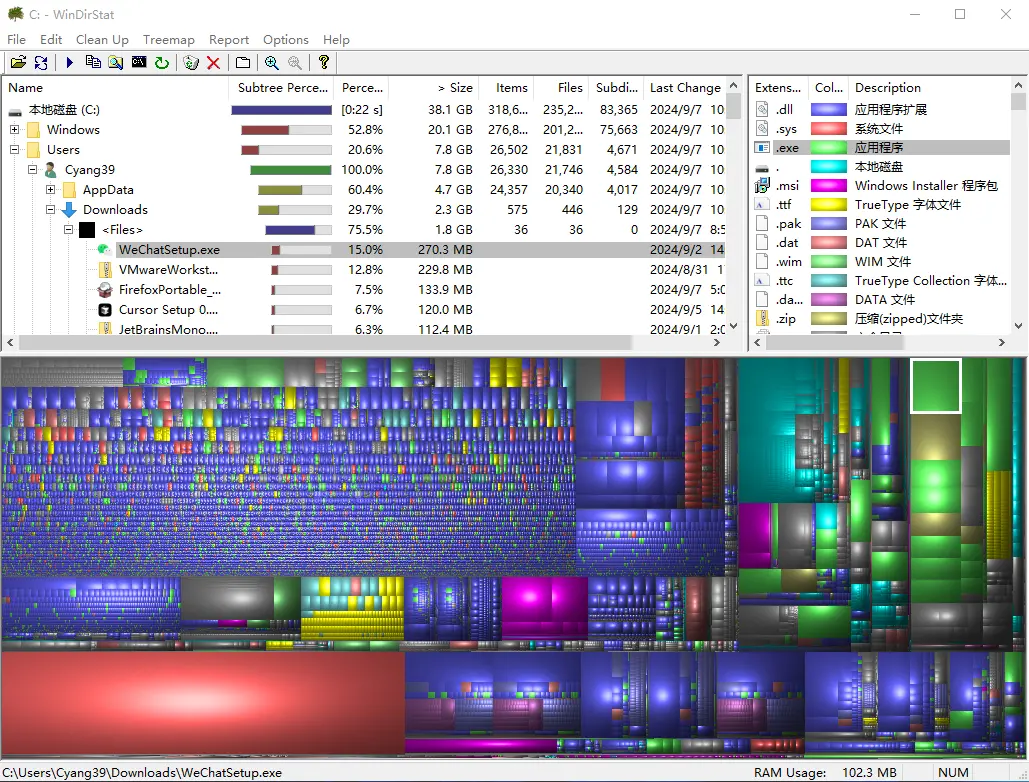 C: - WinDirStat
File Edit Clean Up Treemap Report Options Help
Name Subtree Perce... Perce... > Size Items Files Subdi... Last Change
本地磁盘 (C:) [0:22 s] 38.1 GB 318,6... 235,2... 83,365 2024/9/7 10
Windows 52.8% 20.1 GB 276,8... 201,2... 75,663 2024/9/7 10
Users 20.6% 7.8 GB 26,502 21,831 4,671 2024/9/7 10
Cyang39 100.0% 7.8 GB 26,330 21,746 4,584 2024/9/7 10
AppData 60.4% 4.7 GB 24,357 20,340 4,017 2024/9/7 10
Downloads 29.7% 2.3 GB 575 446 129 2024/9/7 10
<Files> 75.5% 1.8 GB 36 36 0 2024/9/7 8:5
WeChatSetup.exe 15.0% 270.3 MB 2024/9/2 14
VMwareWorkst... 12.8% 229.8 MB 2024/8/31 17
FirefoxPortable_... 7.5% 133.9 MB 2024/9/7 5:0
Cursor Setup 0.... 6.7% 120.0 MB 2024/9/5 14
JetBrainsMono.... 6.3% 112.4 MB 2024/9/1 2:0
Extens... Col... Description
.dll 应用程序扩展
.sys 系统文件
.exe 应用程序
. 本地磁盘
.msi Windows Installer 程序包
.ttf TrueType 字体文件
.pak PAK 文件
.dat DAT 文件
.wim WIM 文件
.ttc TrueType Collection 字体...
.da... DATA 文件
.zip 压缩(zipped)文件夹
C:\Users\Cyang39\Downloads\WeChatSetup.exe RAM Usage: 102.3 MB NUM